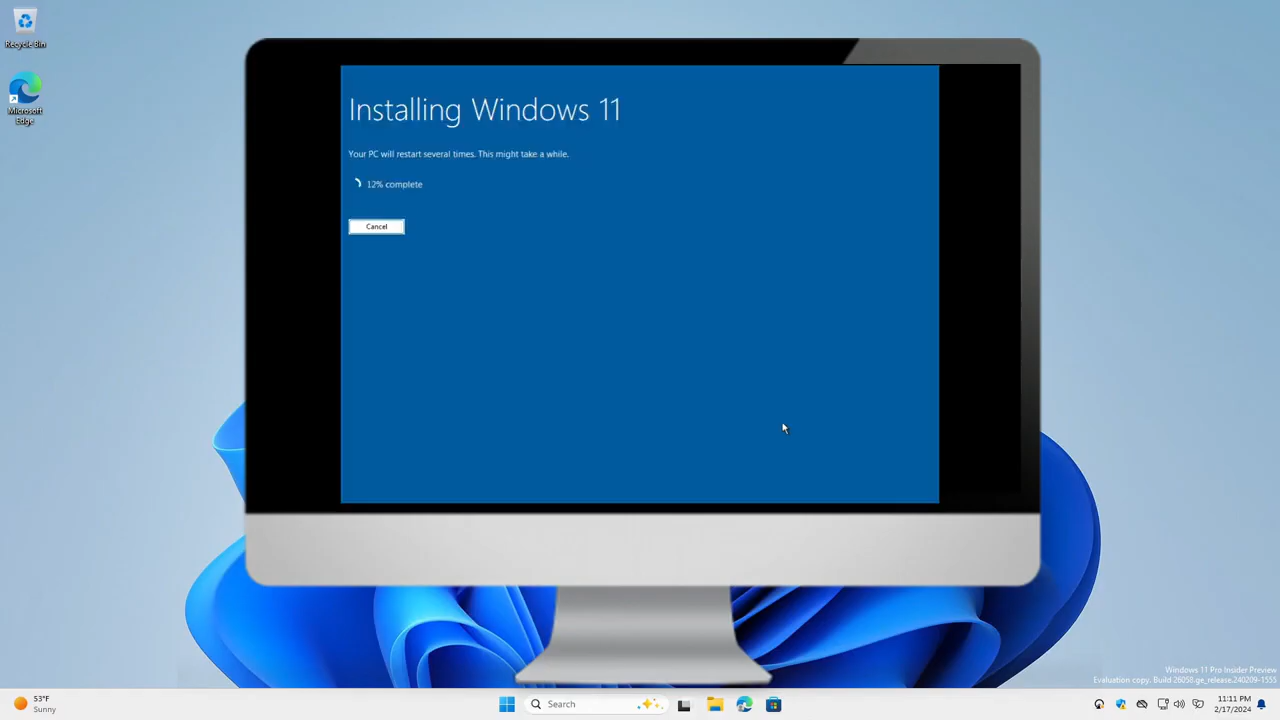 Recycle Bin
Microsoft
Edge
Installing Windows 11
Your PC will restart several times. This might take a while.
12% complete
Cancel
Windows 11 Pro Insider Preview
Evaluation copy. Build 26058.ge_release.240209-1555
53°F
Sunny
Search
11:11 PM
2/17/2024